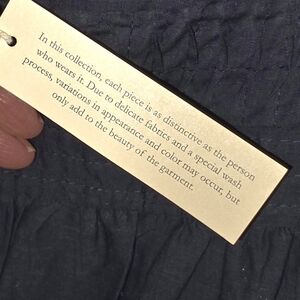 In this collection, each piece is as distinctive as the person
who wears it. Due to delicate fabrics and a special wash
process, variations in appearance and color may occur, but
only add to the beauty of the garment.